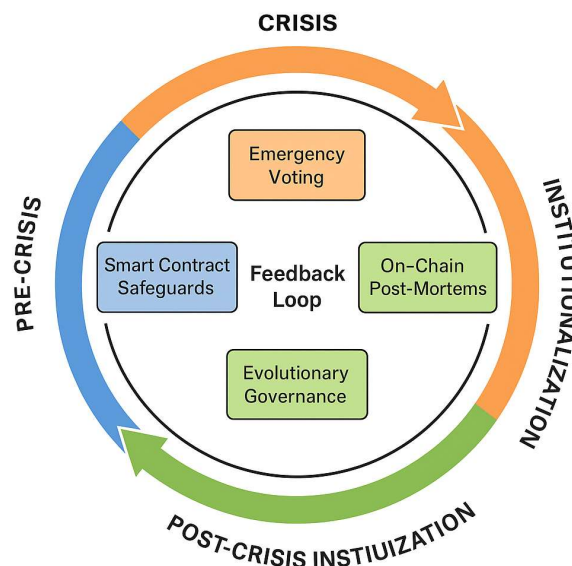 CRISIS
Emergency
Voting
PRE-CRISIS
Smart Contract
Safeguards
Feedback
Loop
On-Chain
Post-Mortems
INSTITUTIONALIZATION
Evolutionary
Governance
POST-CRISIS INSTIUIZATION